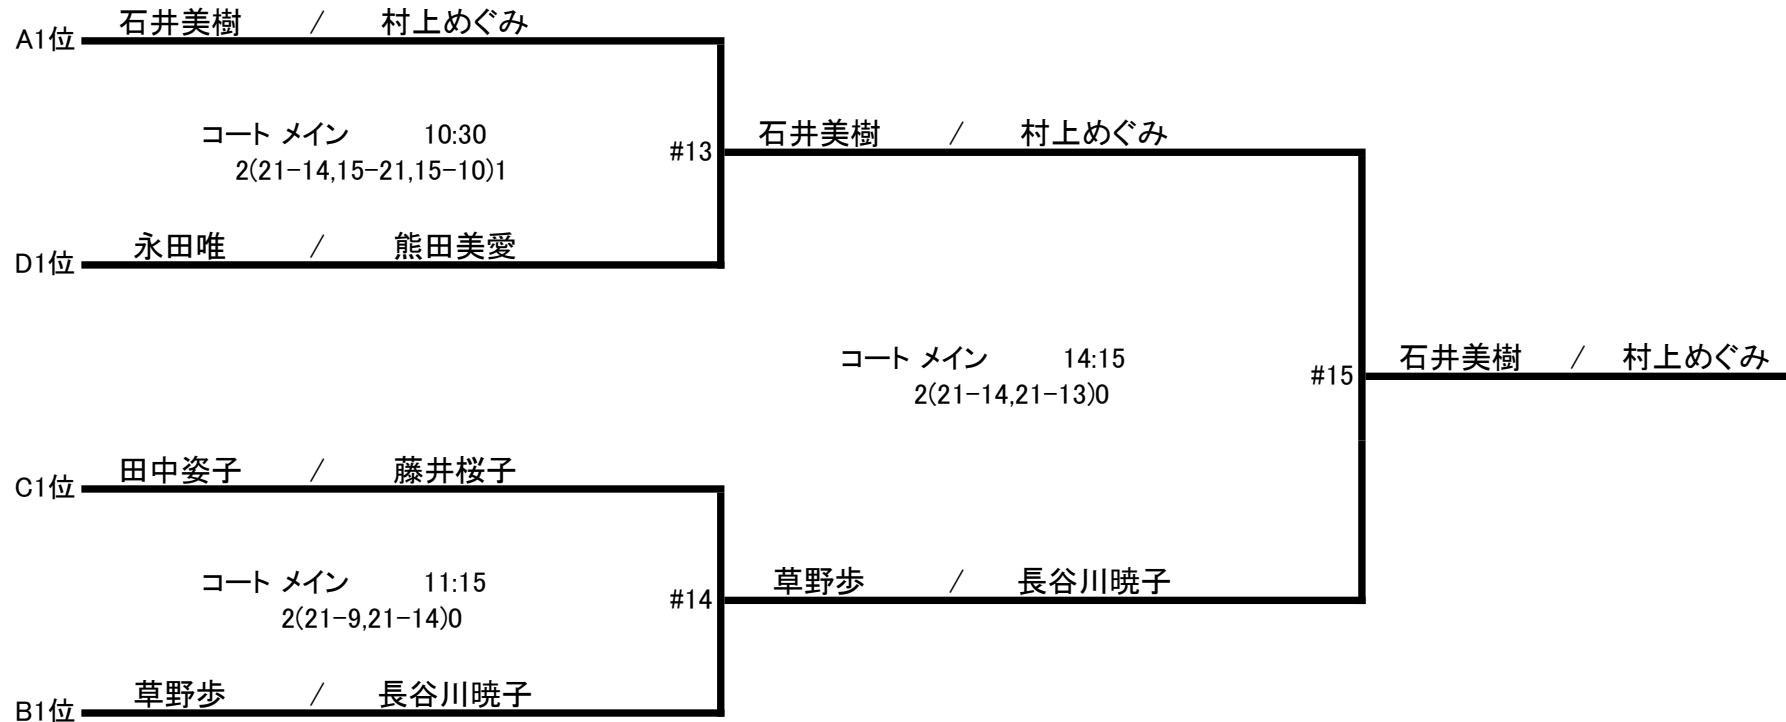 石井美樹 / 村上めぐみ
A1位
コート メイン 10:30
2(21-14,15-21,15-10)1
#13
石井美樹 / 村上めぐみ
永田唯 / 熊田美愛
D1位
コート メイン 14:15
2(21-14,21-13)0
#15
石井美樹 / 村上めぐみ
田中姿子 / 藤井桜子
C1位
コート メイン 11:15
2(21-9,21-14)0
#14
草野歩 / 長谷川暁子
草野歩 / 長谷川暁子
B1位